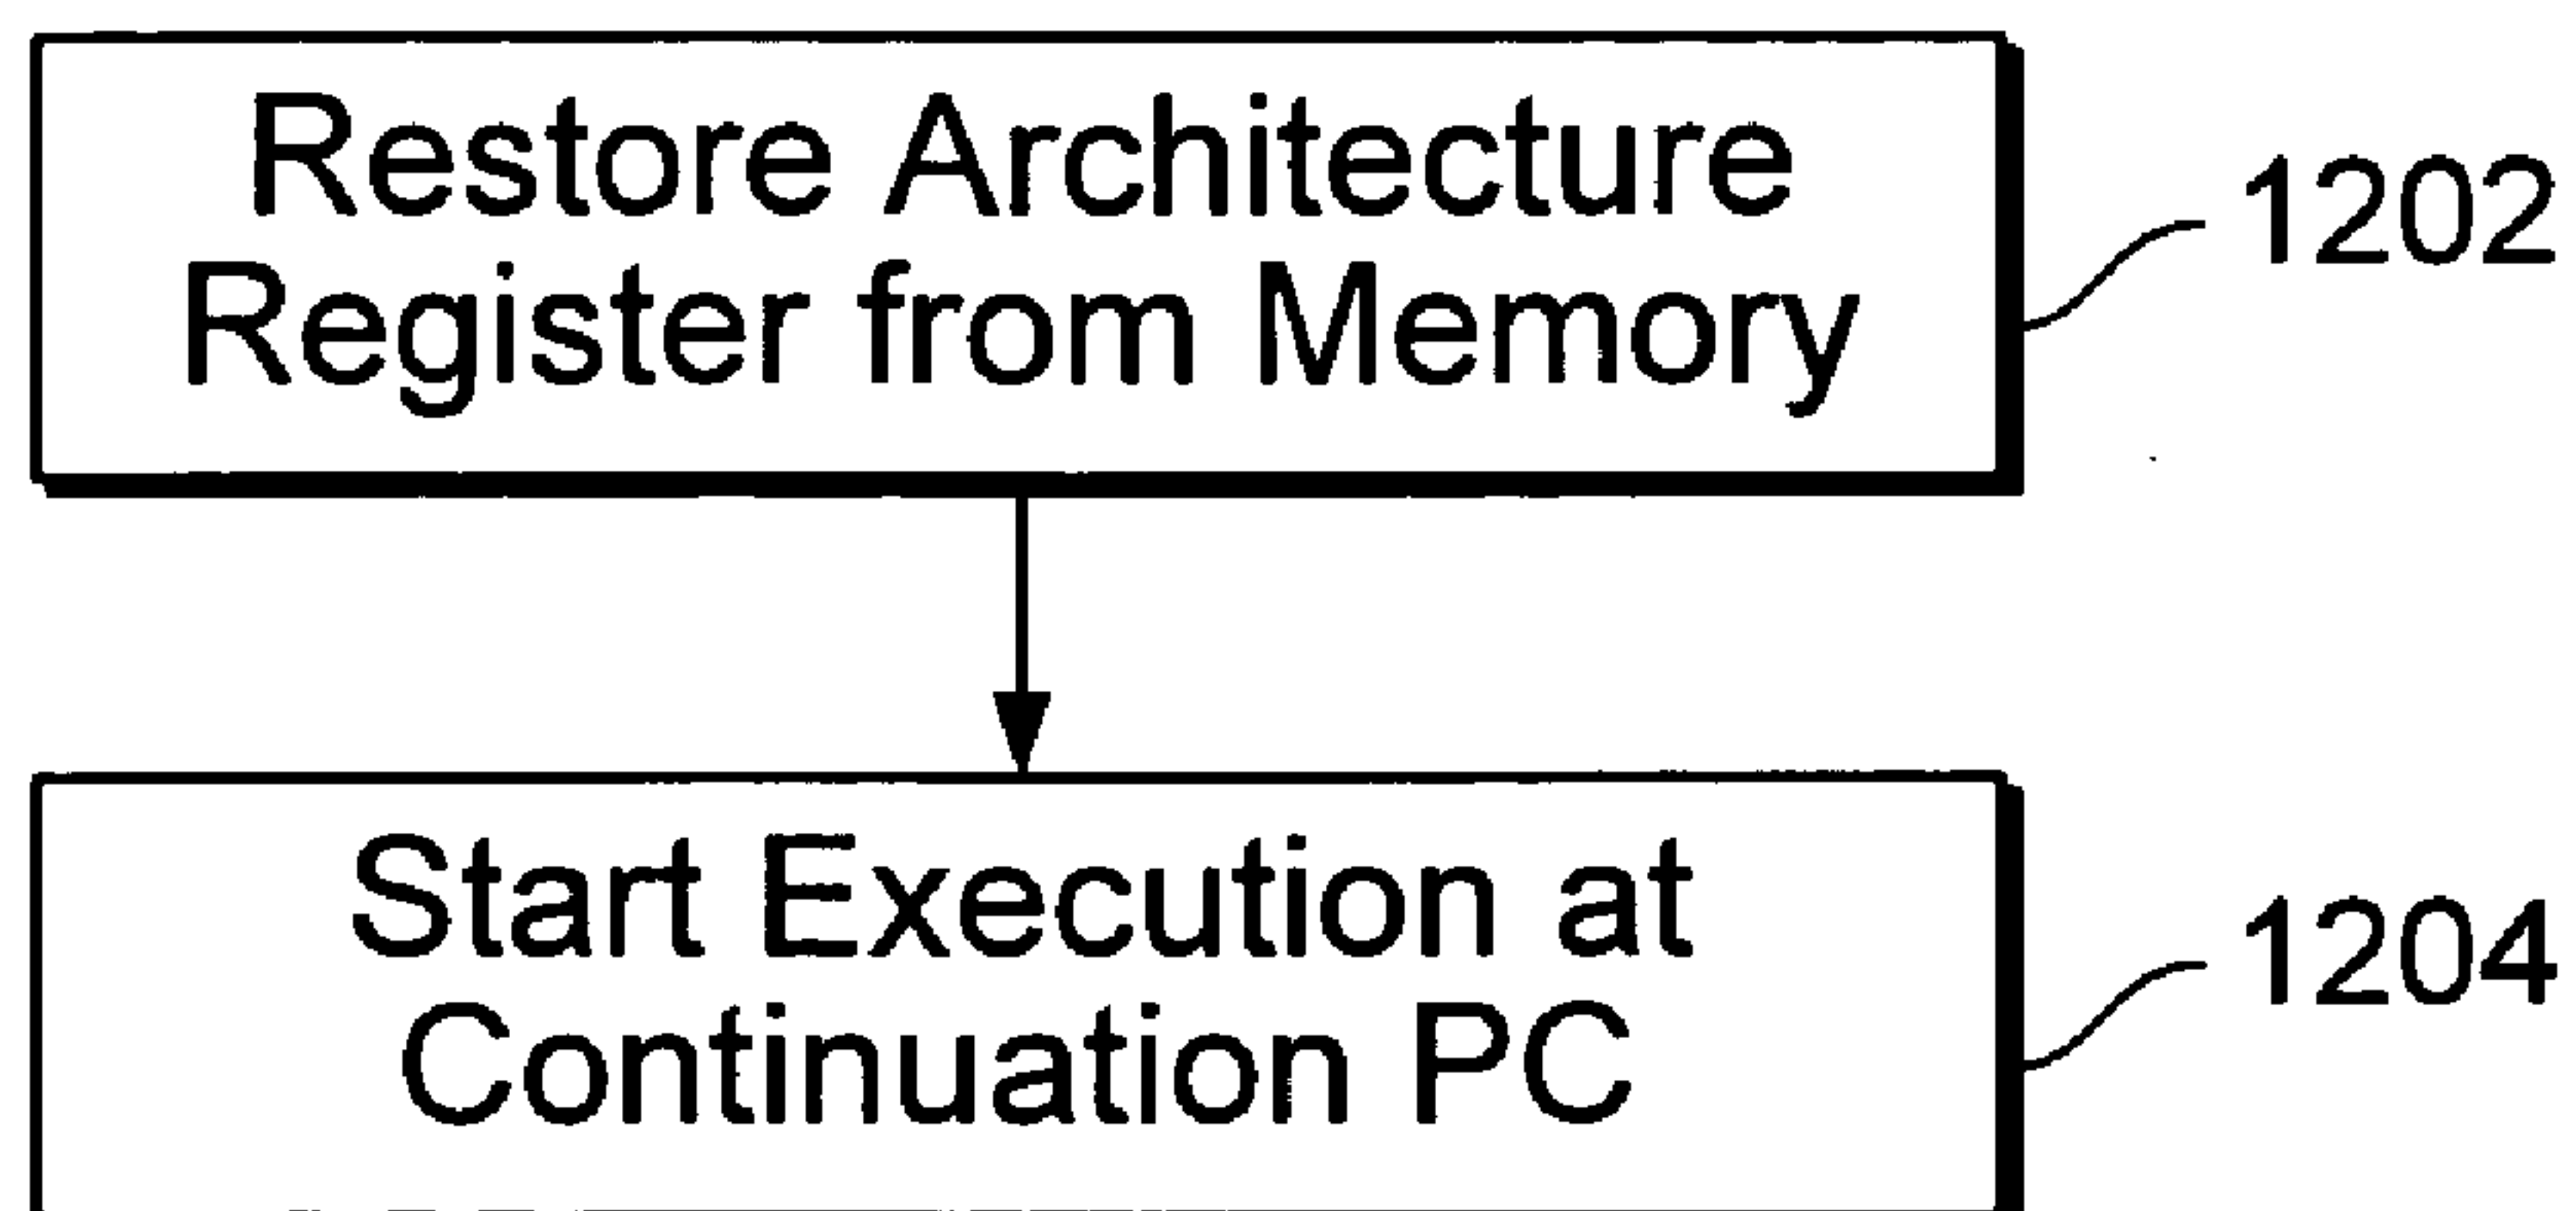 Restore Architecture
Register from Memory
1202
Start Execution at
Continuation PC
1204